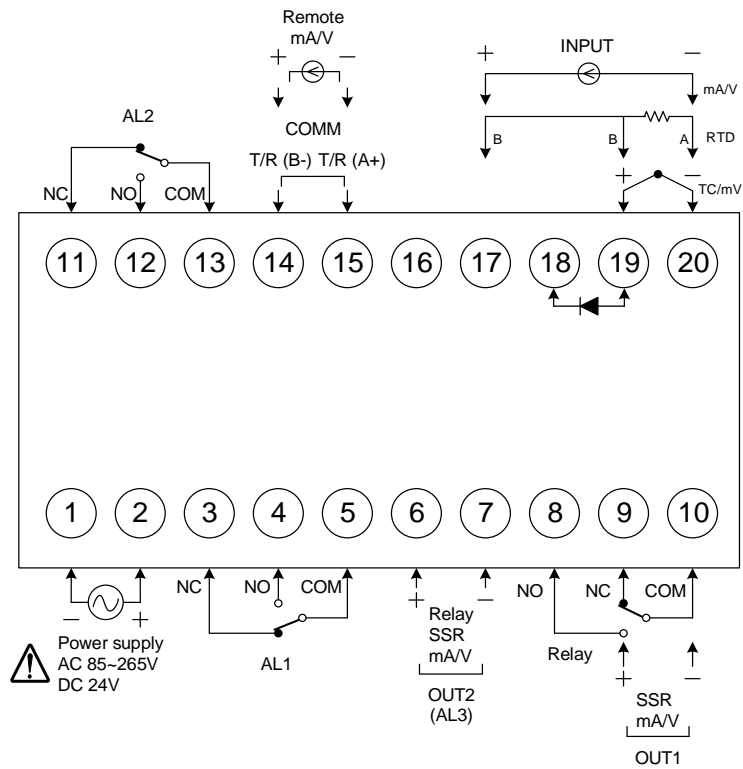 Remote
mA/V
+ −
INPUT
+ −
mA/V
AL2
COMM
B B A RTD
T/R (B-) T/R (A+)
+ −
TC/mV
NC NO COM
11 12 13 14 15 16 17 18 19 20
1 2 3 4 5 6 7 8 9 10
− +
NC NO COM
+ −
NO NC COM
Power supply
AC 85~265V
DC 24V
AL1
Relay
SSR
mA/V
OUT2
(AL3)
Relay
+ −
SSR
mA/V
OUT1